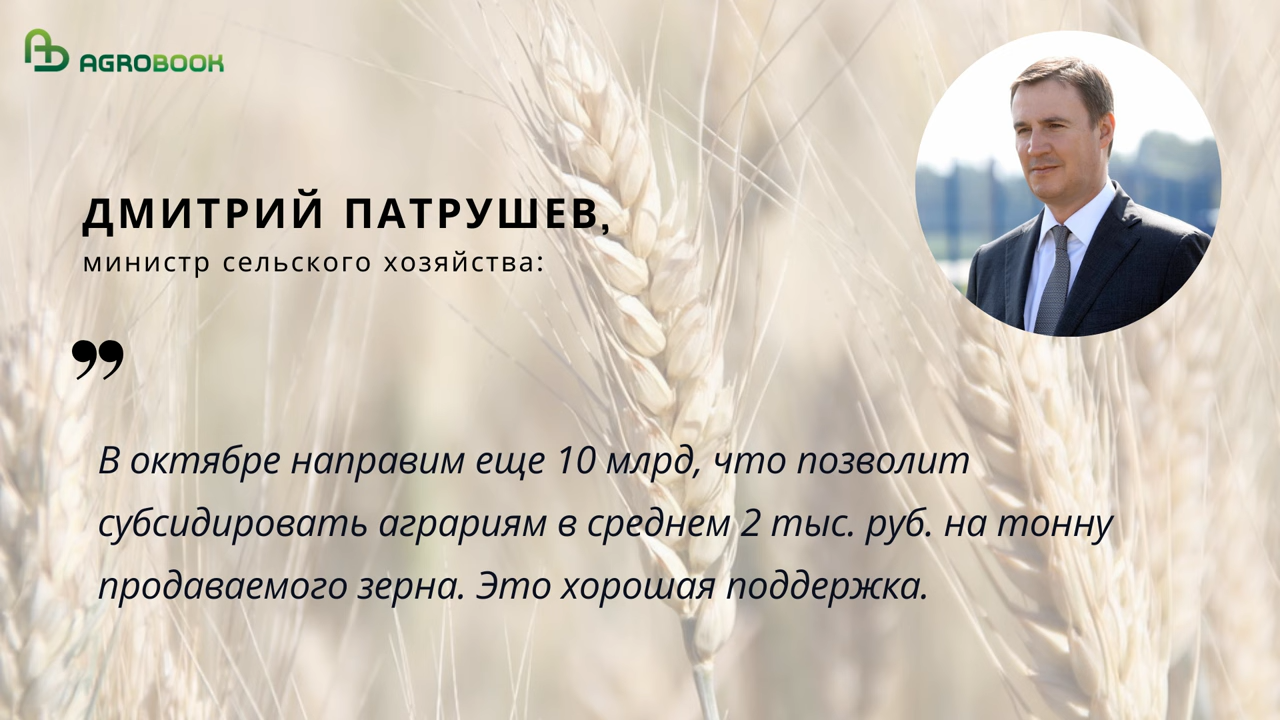 AGROBOOK
ДМИТРИЙ ПАТРУШЕВ,
министр сельского хозяйства:
”
В октябре направим еще 10 млрд, что позволит
субсидировать аграриям в среднем 2 тыс. руб. на тонну
продаваемого зерна. Это хорошая поддержка.